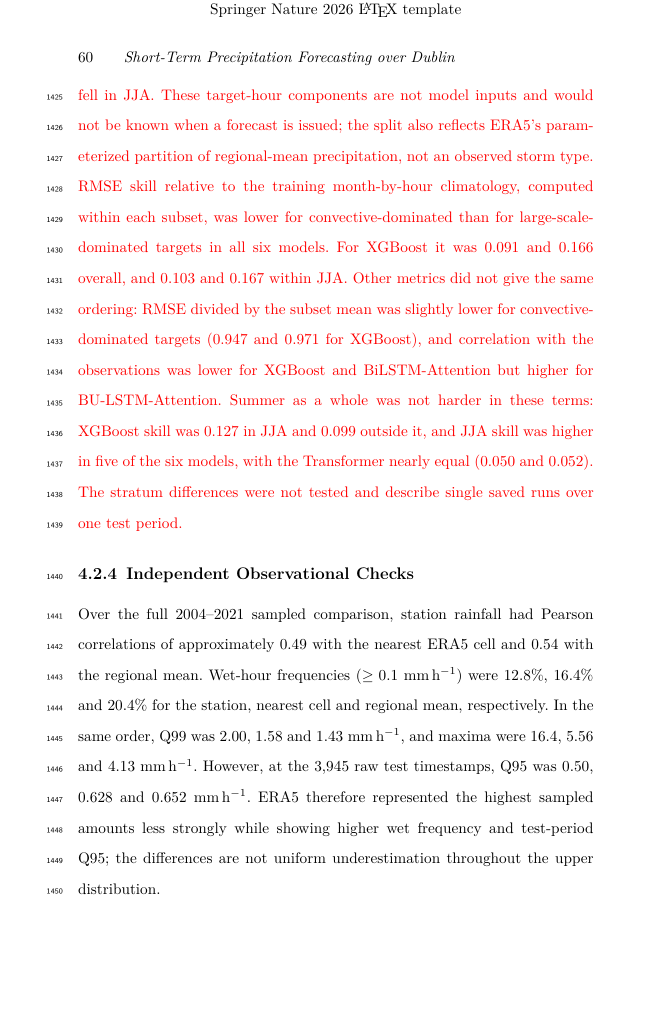 Springer Nature 2026 LATEX template
60 Short-Term Precipitation Forecasting over Dublin
1425 fell in JJA. These target-hour components are not model inputs and would
1426 not be known when a forecast is issued; the split also reflects ERA5's param-
1427 eterized partition of regional-mean precipitation, not an observed storm type.
1428 RMSE skill relative to the training month-by-hour climatology, computed
1429 within each subset, was lower for convective-dominated than for large-scale-
1430 dominated targets in all six models. For XGBoost it was 0.091 and 0.166
1431 overall, and 0.103 and 0.167 within JJA. Other metrics did not give the same
1432 ordering: RMSE divided by the subset mean was slightly lower for convective-
1433 dominated targets (0.947 and 0.971 for XGBoost), and correlation with the
1434 observations was lower for XGBoost and BiLSTM-Attention but higher for
1435 BU-LSTM-Attention. Summer as a whole was not harder in these terms:
1436 XGBoost skill was 0.127 in JJA and 0.099 outside it, and JJA skill was higher
1437 in five of the six models, with the Transformer nearly equal (0.050 and 0.052).
1438 The stratum differences were not tested and describe single saved runs over
1439 one test period.
1440 4.2.4 Independent Observational Checks
1441 Over the full 2004–2021 sampled comparison, station rainfall had Pearson
1442 correlations of approximately 0.49 with the nearest ERA5 cell and 0.54 with
1443 the regional mean. Wet-hour frequencies (≥ 0.1 mm h⁻¹) were 12.8%, 16.4%
1444 and 20.4% for the station, nearest cell and regional mean, respectively. In the
1445 same order, Q99 was 2.00, 1.58 and 1.43 mm h⁻¹, and maxima were 16.4, 5.56
1446 and 4.13 mm h⁻¹. However, at the 3,945 raw test timestamps, Q95 was 0.50,
1447 0.628 and 0.652 mm h⁻¹. ERA5 therefore represented the highest sampled
1448 amounts less strongly while showing higher wet frequency and test-period
1449 Q95; the differences are not uniform underestimation throughout the upper
1450 distribution.